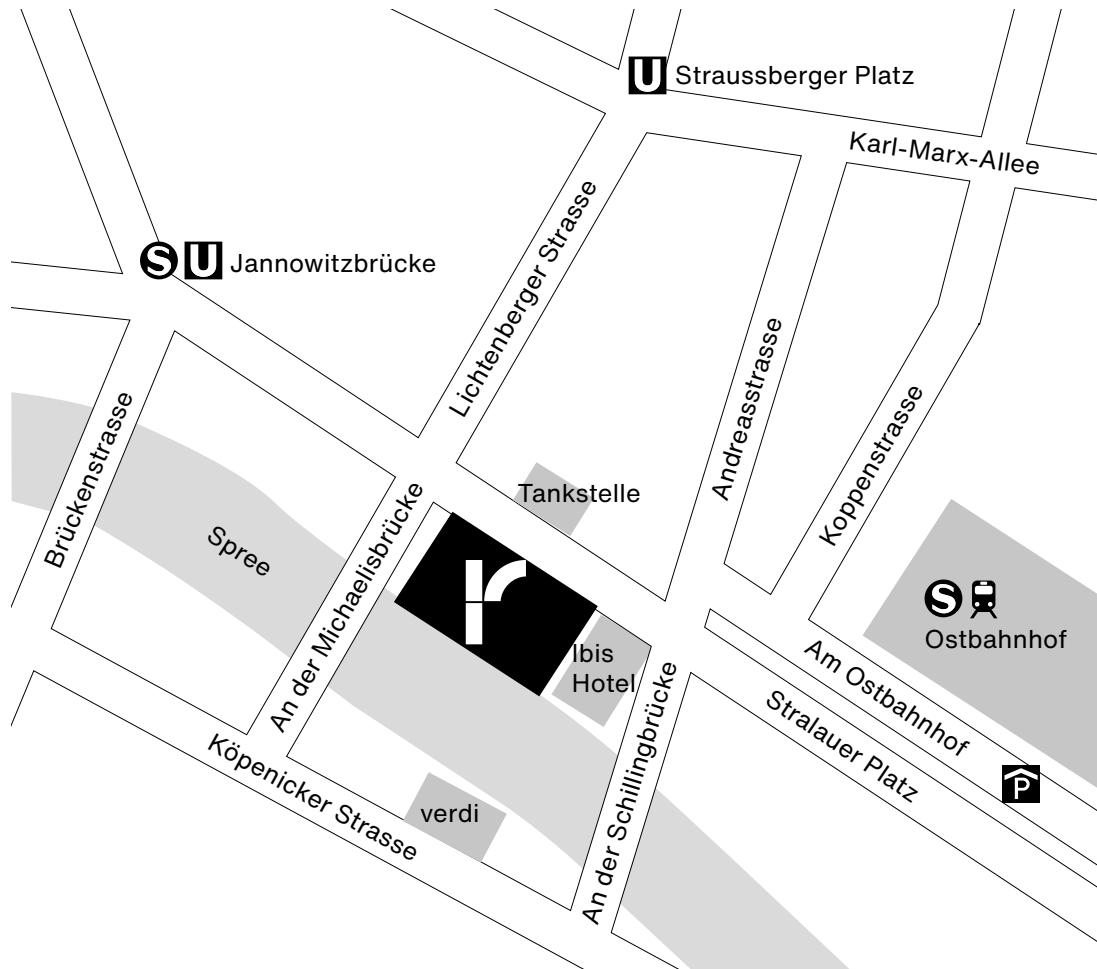 U Straussberger Platz
Karl-Marx-Allee
S U Jannowitzbrücke
Lichtenberger Strasse
Andreasstrasse
Koppenstrasse
Brückenstrasse
Tankstelle
Spree
An der Michaelisbrücke
r
Ibis
Hotel
S
Ostbahnhof
Am Ostbahnhof
Stralauer Platz
An der Schillingbrücke
P
Köpenicker Strasse
verdi